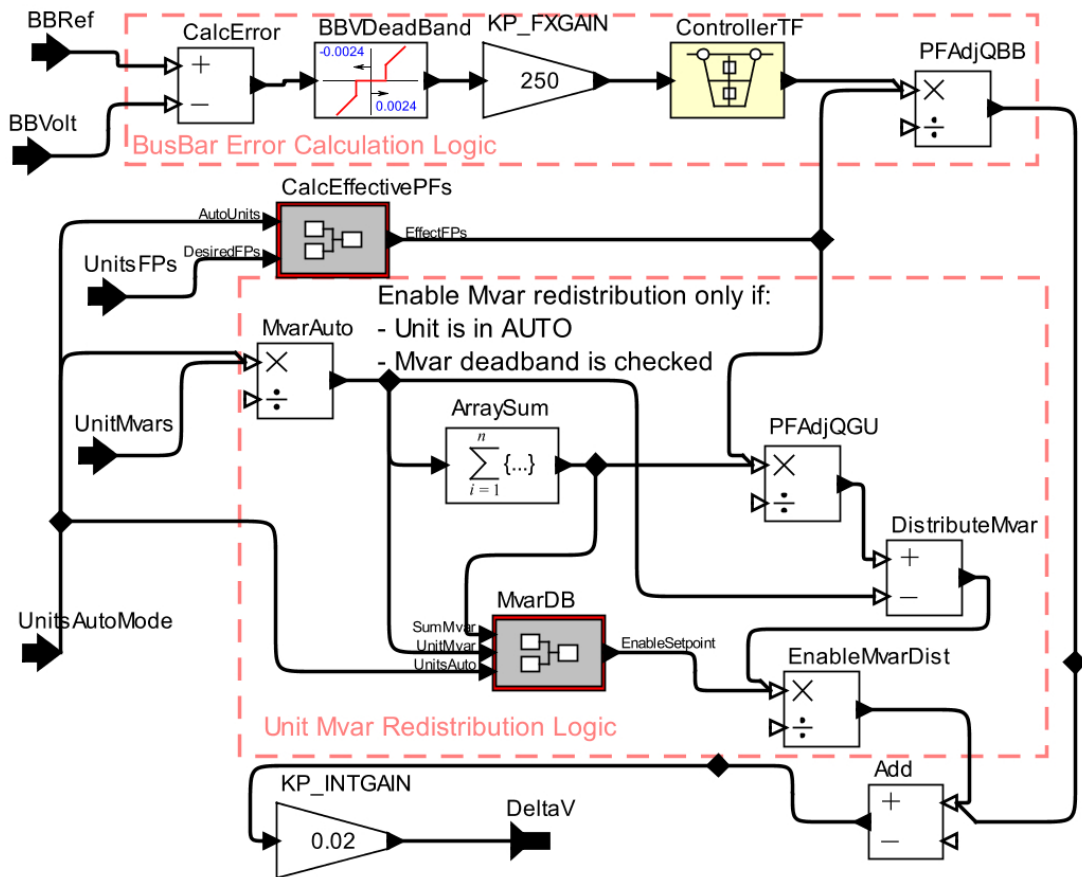 BBRef
CalcError
BBVDeadBand
KP_FXGAIN
ControllerTF
PFAdjQBB
-0.0024
0.0024
250
+
−
×
÷
BBVolt
BusBar Error Calculation Logic
CalcEffectivePFs
AutoUnits
DesiredFPs
EffectFPs
UnitsFPs
Enable Mvar redistribution only if:
- Unit is in AUTO
- Mvar deadband is checked
MvarAuto
×
÷
UnitMvars
ArraySum
n
∑ {...}
i = 1
PFAdjQGU
×
÷
DistributeMvar
+
−
UnitsAutoMode
MvarDB
SumMvar
UnitMvar
UnitsAuto
EnableSetpoint
EnableMvarDist
×
÷
Unit Mvar Redistribution Logic
KP_INTGAIN
0.02
DeltaV
Add
+
−